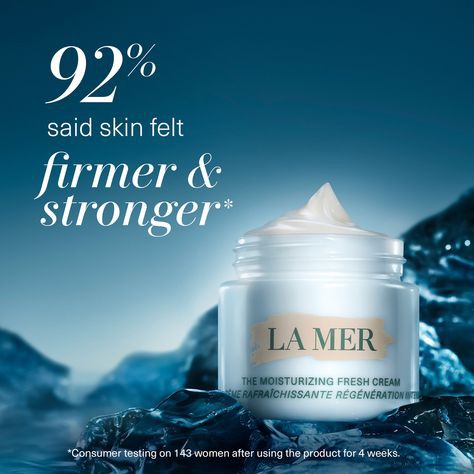 92%
said skin felt
firmer &
stronger*
LA MER
THE MOISTURIZING FRESH CREAM
RAFRAÎCHISSANTE RÉGÉNÉRATION
*Consumer testing on 143 women after using the product for 4 weeks.